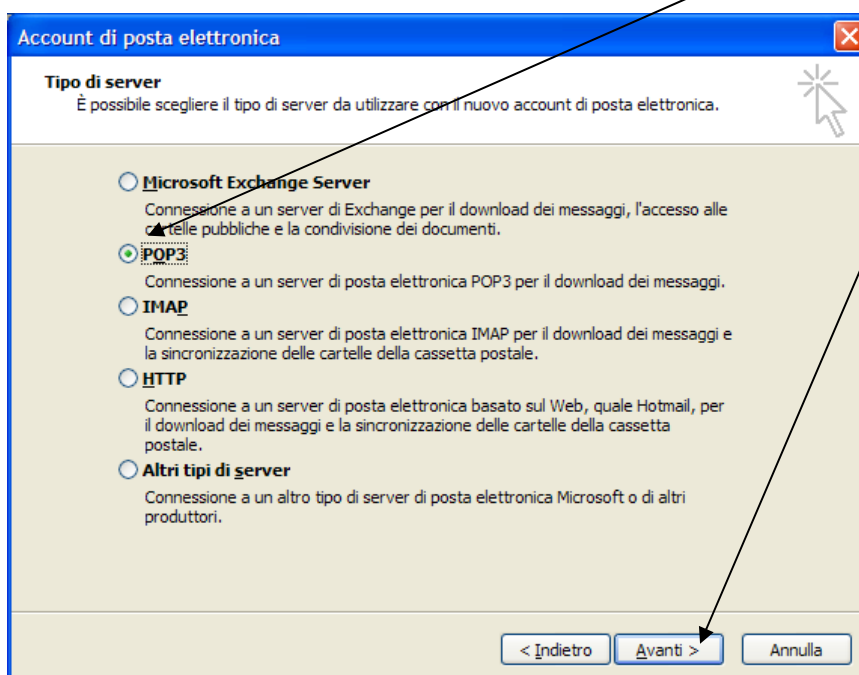 Account di posta elettronica
Tipo di server
È possibile scegliere il tipo di server da utilizzare con il nuovo account di posta elettronica.
Microsoft Exchange Server
Connessione a un server di Exchange per il download dei messaggi, l'accesso alle
cartelle pubbliche e la condivisione dei documenti.
POP3
Connessione a un server di posta elettronica POP3 per il download dei messaggi.
IMAP
Connessione a un server di posta elettronica IMAP per il download dei messaggi e
la sincronizzazione delle cartelle della cassetta postale.
HTTP
Connessione a un server di posta elettronica basato sul Web, quale Hotmail, per
il download dei messaggi e la sincronizzazione delle cartelle della cassetta
postale.
Altri tipi di server
Connessione a un altro tipo di server di posta elettronica Microsoft o di altri
produttori.
< Indietro Avanti > Annulla